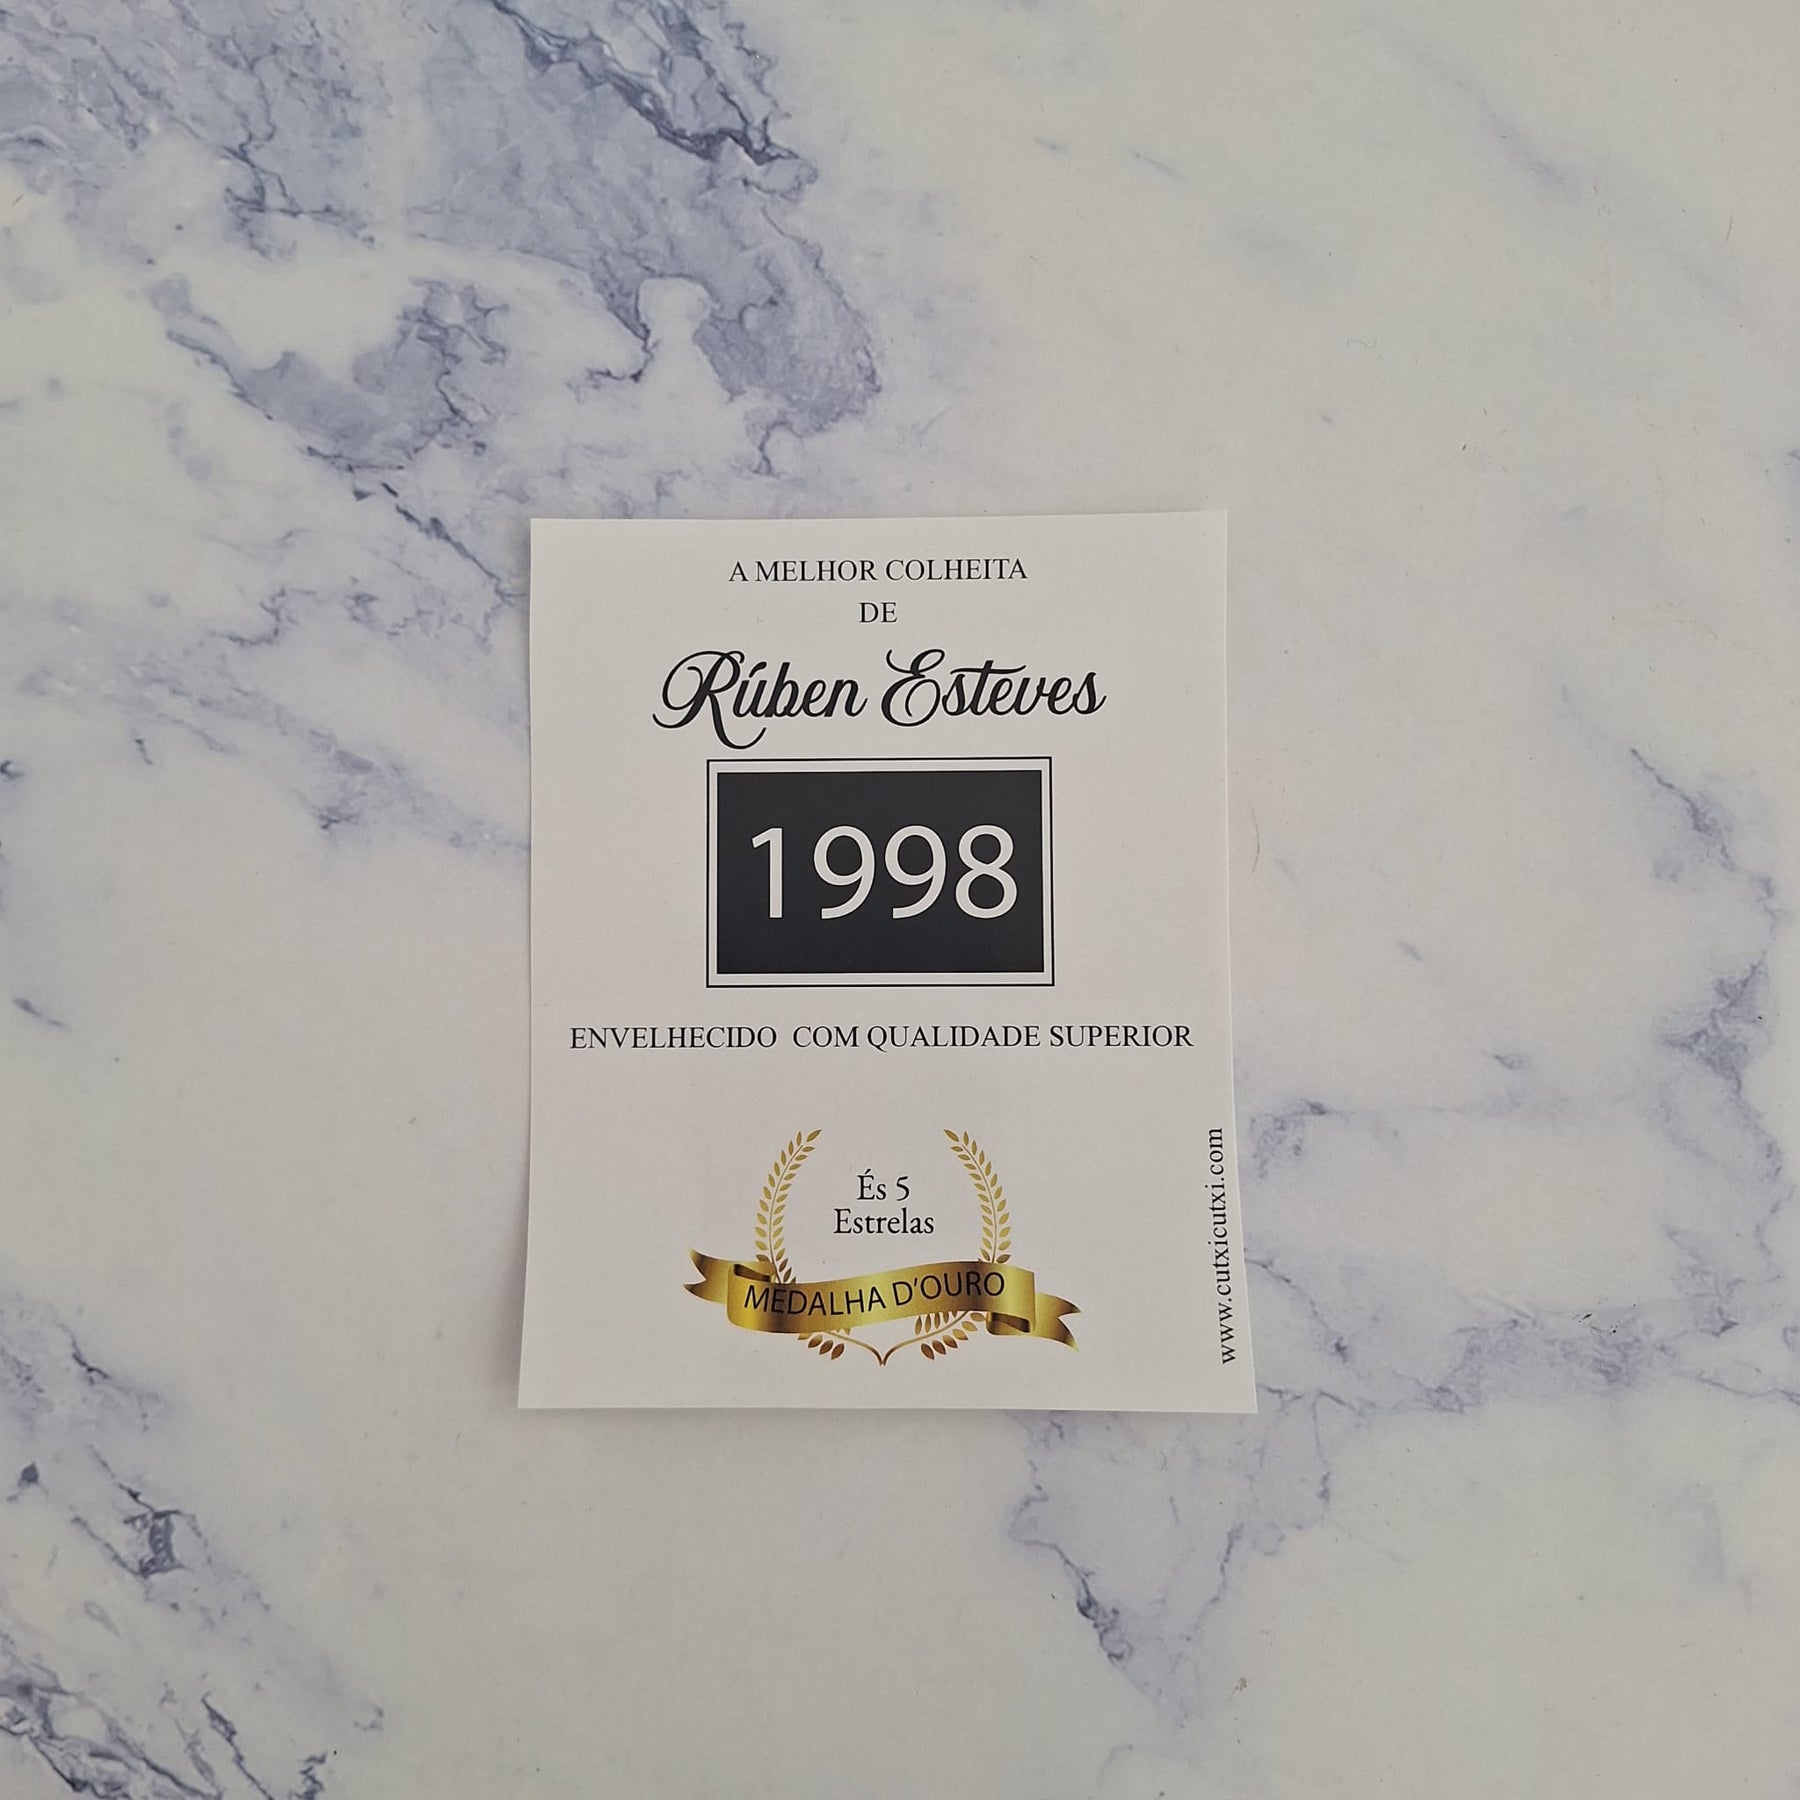 A MELHOR COLHEITA
DE
Rúben Esteves
1998
ENVELHECIDO COM QUALIDADE SUPERIOR
És 5
Estrelas
MEDALHA D'OURO
www.cutxicutxi.com